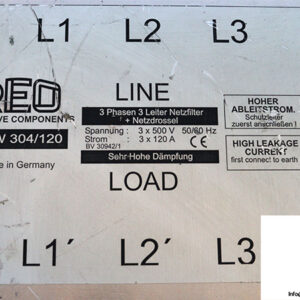 L1 L2 L3
REO LINE
VE COMPONENTS
3 Phasen 3 Leiter Netzfilter
+ Netzdrossel
Spannung : 3 x 500 V 50/60 Hz
Strom : 3 x 120 A
BV 30942/1
Sehr Hohe Dämpfung
HOHER
ABLEITSTROM.
Schutzleiter
zuerst anschließen !
HIGH LEAKAGE
CURRENT
first connect to earth
304/120
e in Germany
LOAD
L1´ L2´ L3